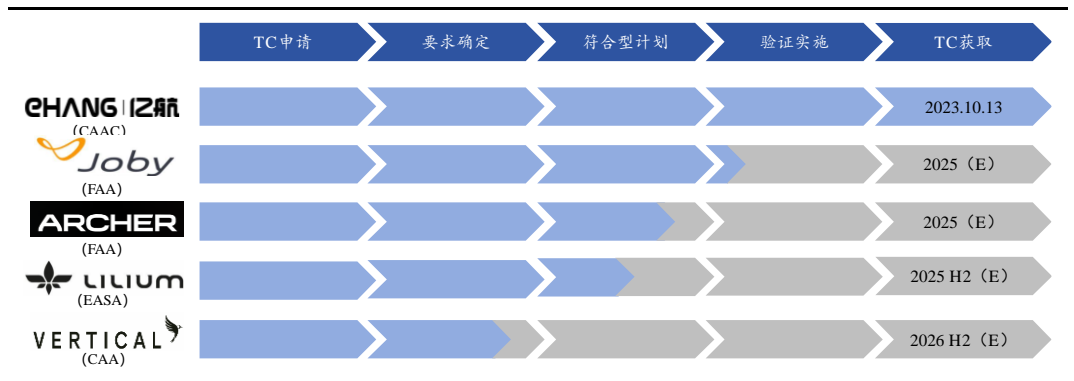 TC申请 要求确定 符合型计划 验证实施 TC获取
EHANG 亿航 2023.10.13
(CAAC)
Joby 2025（E）
(FAA)
ARCHER 2025（E）
(FAA)
LILIUM 2025 H2（E）
(EASA)
VERTICAL 2026 H2（E）
(CAA)